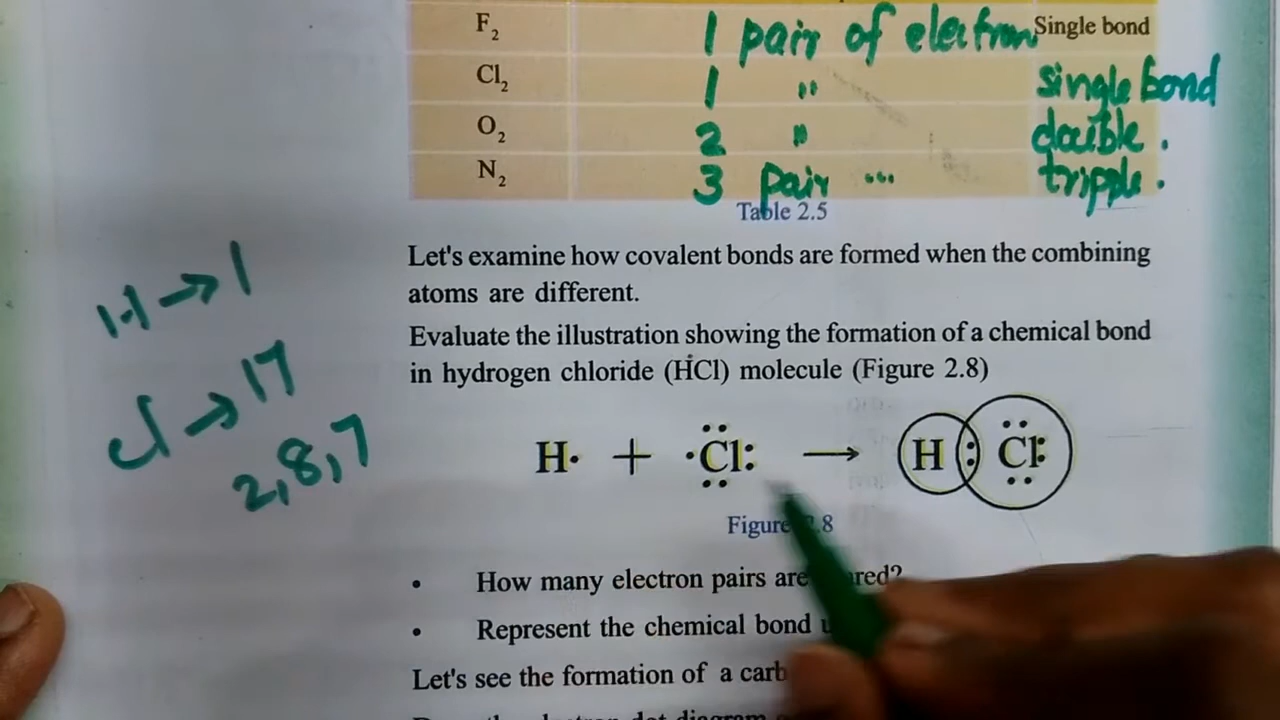 F₂ 1 pair of electron Single bond
Cl₂ 1 " single bond
O₂ 2 " double.
N₂ 3 pair "' tripple.
Table 2.5
Let's examine how covalent bonds are formed when the combining
atoms are different.
H → 1
Evaluate the illustration showing the formation of a chemical bond
in hydrogen chloride (HCl) molecule (Figure 2.8)
Cl → 17
2,8,7
H· + ·Cl: → H : Cl:
Figure 2.8
• How many electron pairs are shared?
• Represent the chemical bond
Let's see the formation of a carb